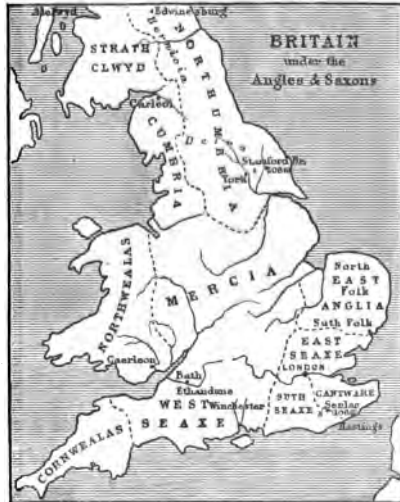 BRITAIN
under the
Angles & Saxons
Edwinesburg
STRATH
CLWYD
Bernicia
NORTHUMBRIA
Carleol
CUMBRIA
De
Stamford Br.
1066
York
NORTHWEALAS
MERCIA
North
Folk
EAST
ANGLIA
Suth Folk
EAST
SEAXE
LONDON
Caerleon
Bath
Ethandune
WEST
SEAXE
Winchester
SUTH
SEAXE
CANTWARE
Senlac
1066
Hastings
CORNWEALAS